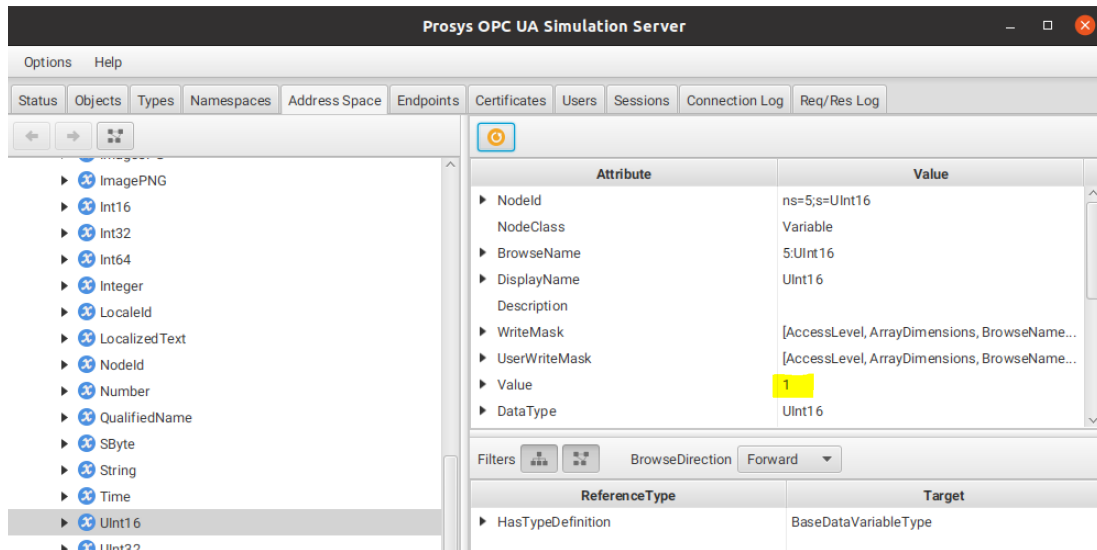 Prosys OPC UA Simulation Server
Options Help
Status Objects Types Namespaces Address Space Endpoints Certificates Users Sessions Connection Log Req/Res Log
ImagePNG
Int16
Int32
Int64
Integer
LocaleId
LocalizedText
NodeId
Number
QualifiedName
SByte
String
Time
UInt16
UInt32
Attribute Value
NodeId ns=5;s=UInt16
NodeClass Variable
BrowseName 5:UInt16
DisplayName UInt16
Description
WriteMask [AccessLevel, ArrayDimensions, BrowseName...
UserWriteMask [AccessLevel, ArrayDimensions, BrowseName...
Value 1
DataType UInt16
Filters BrowseDirection Forward
ReferenceType Target
HasTypeDefinition BaseDataVariableType